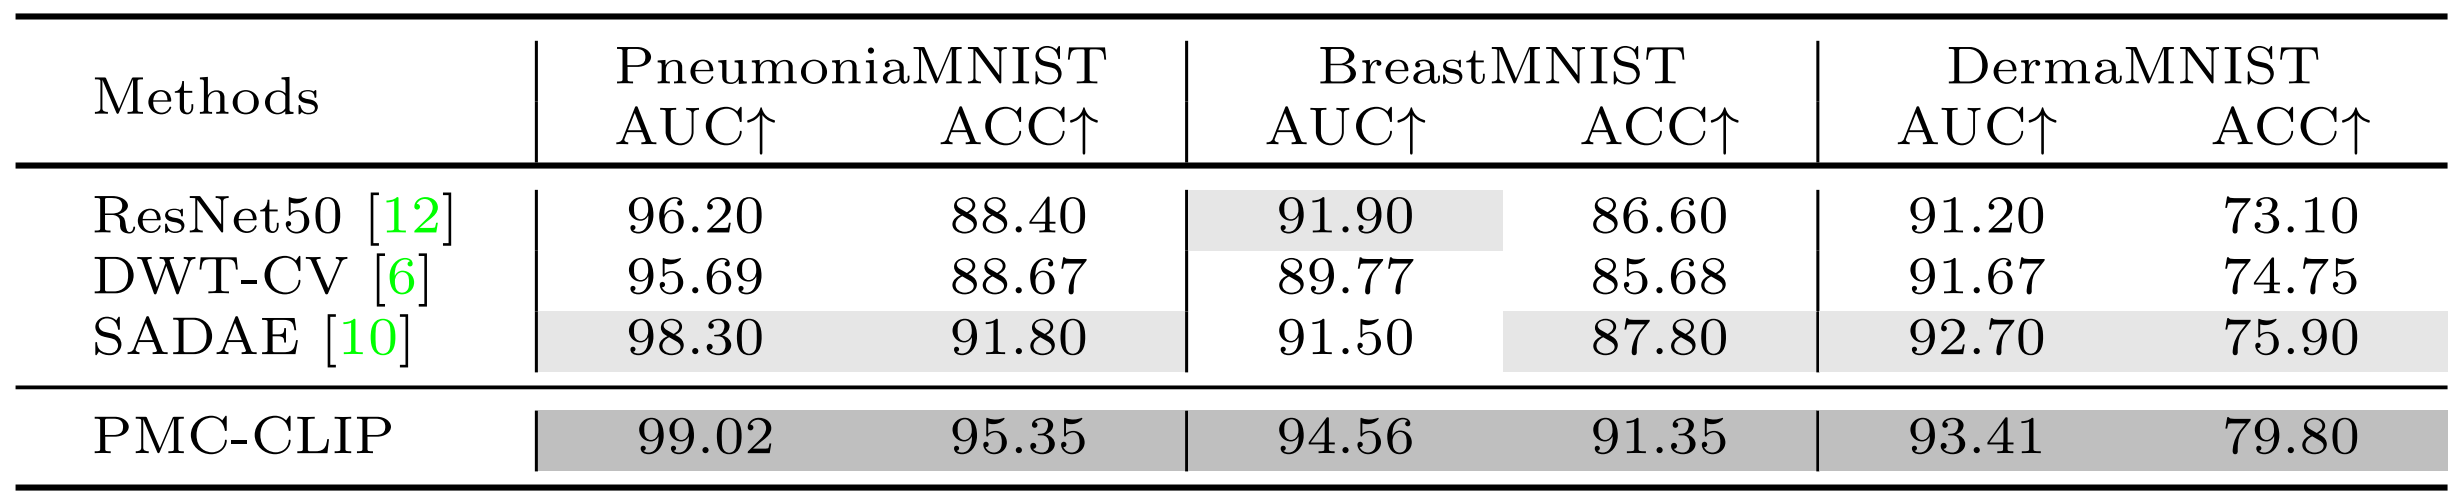 Methods PneumoniaMNIST BreastMNIST DermaMNIST
AUC↑ ACC↑ AUC↑ ACC↑ AUC↑ ACC↑
ResNet50 [12] 96.20 88.40 91.90 86.60 91.20 73.10
DWT-CV [6] 95.69 88.67 89.77 85.68 91.67 74.75
SADAE [10] 98.30 91.80 91.50 87.80 92.70 75.90
PMC-CLIP 99.02 95.35 94.56 91.35 93.41 79.80